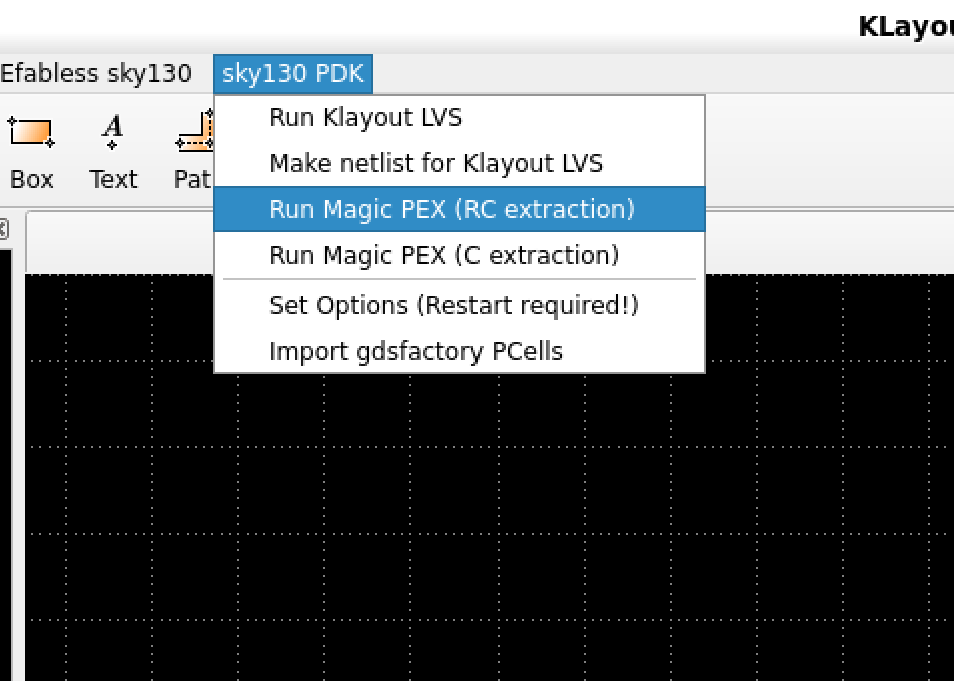 KLayou
Efabless sky130 sky130 PDK
Box Text Pat
Run Klayout LVS
Make netlist for Klayout LVS
Run Magic PEX (RC extraction)
Run Magic PEX (C extraction)
Set Options (Restart required!)
Import gdsfactory PCells